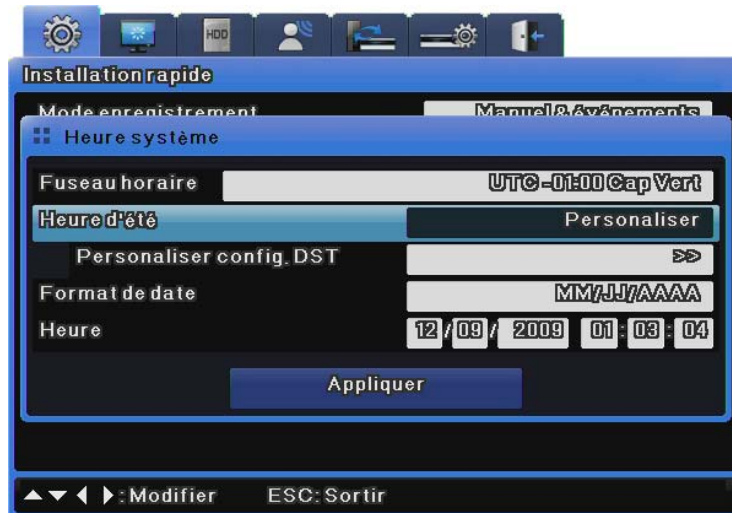 HDD
Installation rapide
Mode enregistrement Manuel & événements
Heure système
Fuseau horaire UTC -01:00 Cap Vert
Heure d'été Personaliser
Personaliser config. DST >>
Format de date MM/JJ/AAAA
Heure 12 / 09 / 2009 01 : 03 : 04
Appliquer
:Modifier ESC:Sortir